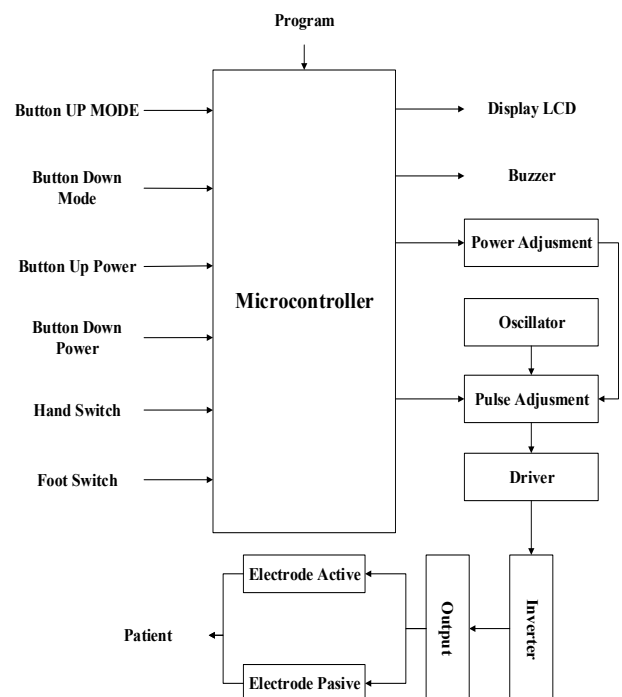 Program
Button UP MODE
Button Down
Mode
Button Up Power
Button Down
Power
Hand Switch
Foot Switch
Microcontroller
Display LCD
Buzzer
Power Adjusment
Oscillator
Pulse Adjusment
Driver
Inverter
Output
Electrode Active
Electrode Pasive
Patient